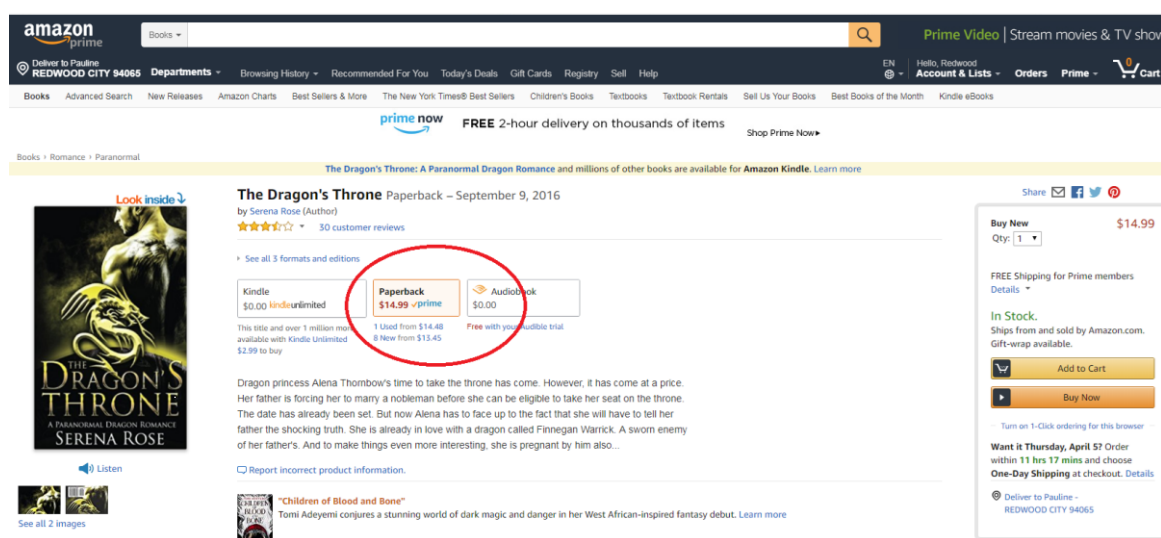 amazon
prime
Books
Prime Video | Stream movies & TV show
Deliver to Pauline
REDWOOD CITY 94065
Departments
Browsing History
Recommended For You
Today's Deals
Gift Cards
Registry
Sell
Help
EN
Hello, Redwood
Account & Lists
Orders
Prime
0
Cart
Books
Advanced Search
New Releases
Amazon Charts
Best Sellers & More
The New York Times® Best Sellers
Children's Books
Textbooks
Textbook Rentals
Sell Us Your Books
Best Books of the Month
Kindle eBooks
prime now
FREE 2-hour delivery on thousands of items
Shop Prime Now
Books › Romance › Paranormal
The Dragon's Throne: A Paranormal Dragon Romance and millions of other books are available for Amazon Kindle. Learn more
Look inside
THE
DRAGON'S
THRONE
A PARANORMAL DRAGON ROMANCE
SERENA ROSE
Listen
See all 2 images
The Dragon's Throne Paperback – September 9, 2016
by Serena Rose (Author)
30 customer reviews
See all 3 formats and editions
Kindle
$0.00 kindleunlimited
This title and over 1 million more
available with Kindle Unlimited
$2.99 to buy
Paperback
$14.99 prime
1 Used from $14.48
8 New from $13.45
Audiobook
$0.00
Free with your Audible trial
Dragon princess Alena Thornbow's time to take the throne has come. However, it has come at a price.
Her father is forcing her to marry a nobleman before she can be eligible to take her seat on the throne.
The date has already been set. But now Alena has to face up to the fact that she will have to tell her
father the shocking truth. She is already in love with a dragon called Finnegan Warrick. A sworn enemy
of her father's. And to make things even more interesting, she is pregnant by him also...
Report incorrect product information.
CHILDREN
BLOOD
BONE
"Children of Blood and Bone"
Tomi Adeyemi conjures a stunning world of dark magic and danger in her West African-inspired fantasy debut. Learn more
Share
Buy New
$14.99
Qty: 1
FREE Shipping for Prime members
Details
In Stock.
Ships from and sold by Amazon.com.
Gift-wrap available.
Add to Cart
Buy Now
Turn on 1-Click ordering for this browser
Want it Thursday, April 5? Order
within 11 hrs 17 mins and choose
One-Day Shipping at checkout. Details
Deliver to Pauline -
REDWOOD CITY 94065